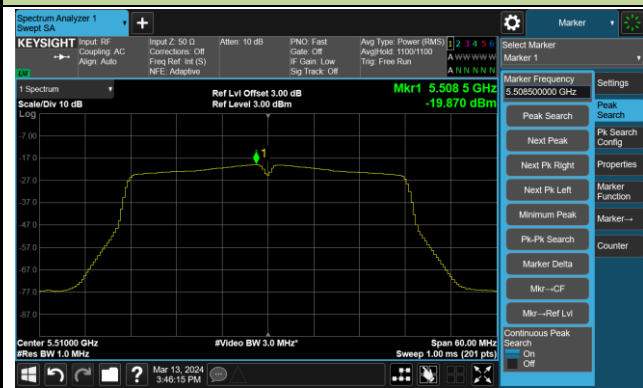 Spectrum Analyzer 1
Swept SA
Marker
KEYSIGHT
Input: RF
Coupling: AC
Align: Auto
Input Z: 50 Ω
Corrections: Off
Freq Ref: Int (S)
NFE: Adaptive
Atten: 10 dB
PNO: Fast
Gate: Off
IF Gain: Low
Sig Track: Off
Avg Type: Power (RMS)
Avg|Hold: 1100/1100
Trig: Free Run
1 2 3 4 5 6
A W W W W W
A N N N N N
LXI
Select Marker
Marker 1
1 Spectrum
Scale/Div 10 dB
Log
Ref Lvl Offset 3.00 dB
Ref Level 3.00 dBm
Mkr1 5.508 5 GHz
-19.870 dBm
-7.00
-17.0
-27.0
-37.0
-47.0
-57.0
-67.0
-77.0
-87.0
1
Center 5.51000 GHz
#Res BW 1.0 MHz
#Video BW 3.0 MHz*
Span 60.00 MHz
Sweep 1.00 ms (201 pts)
Marker Frequency
5.508500000 GHz
Peak Search
Next Peak
Next Pk Right
Next Pk Left
Minimum Peak
Pk-Pk Search
Marker Delta
Mkr→CF
Mkr→Ref Lvl
Continuous Peak
Search
On
Off
Settings
Peak
Search
Pk Search
Config
Properties
Marker
Function
Marker→
Counter
?
Mar 13, 2024
3:46:15 PM